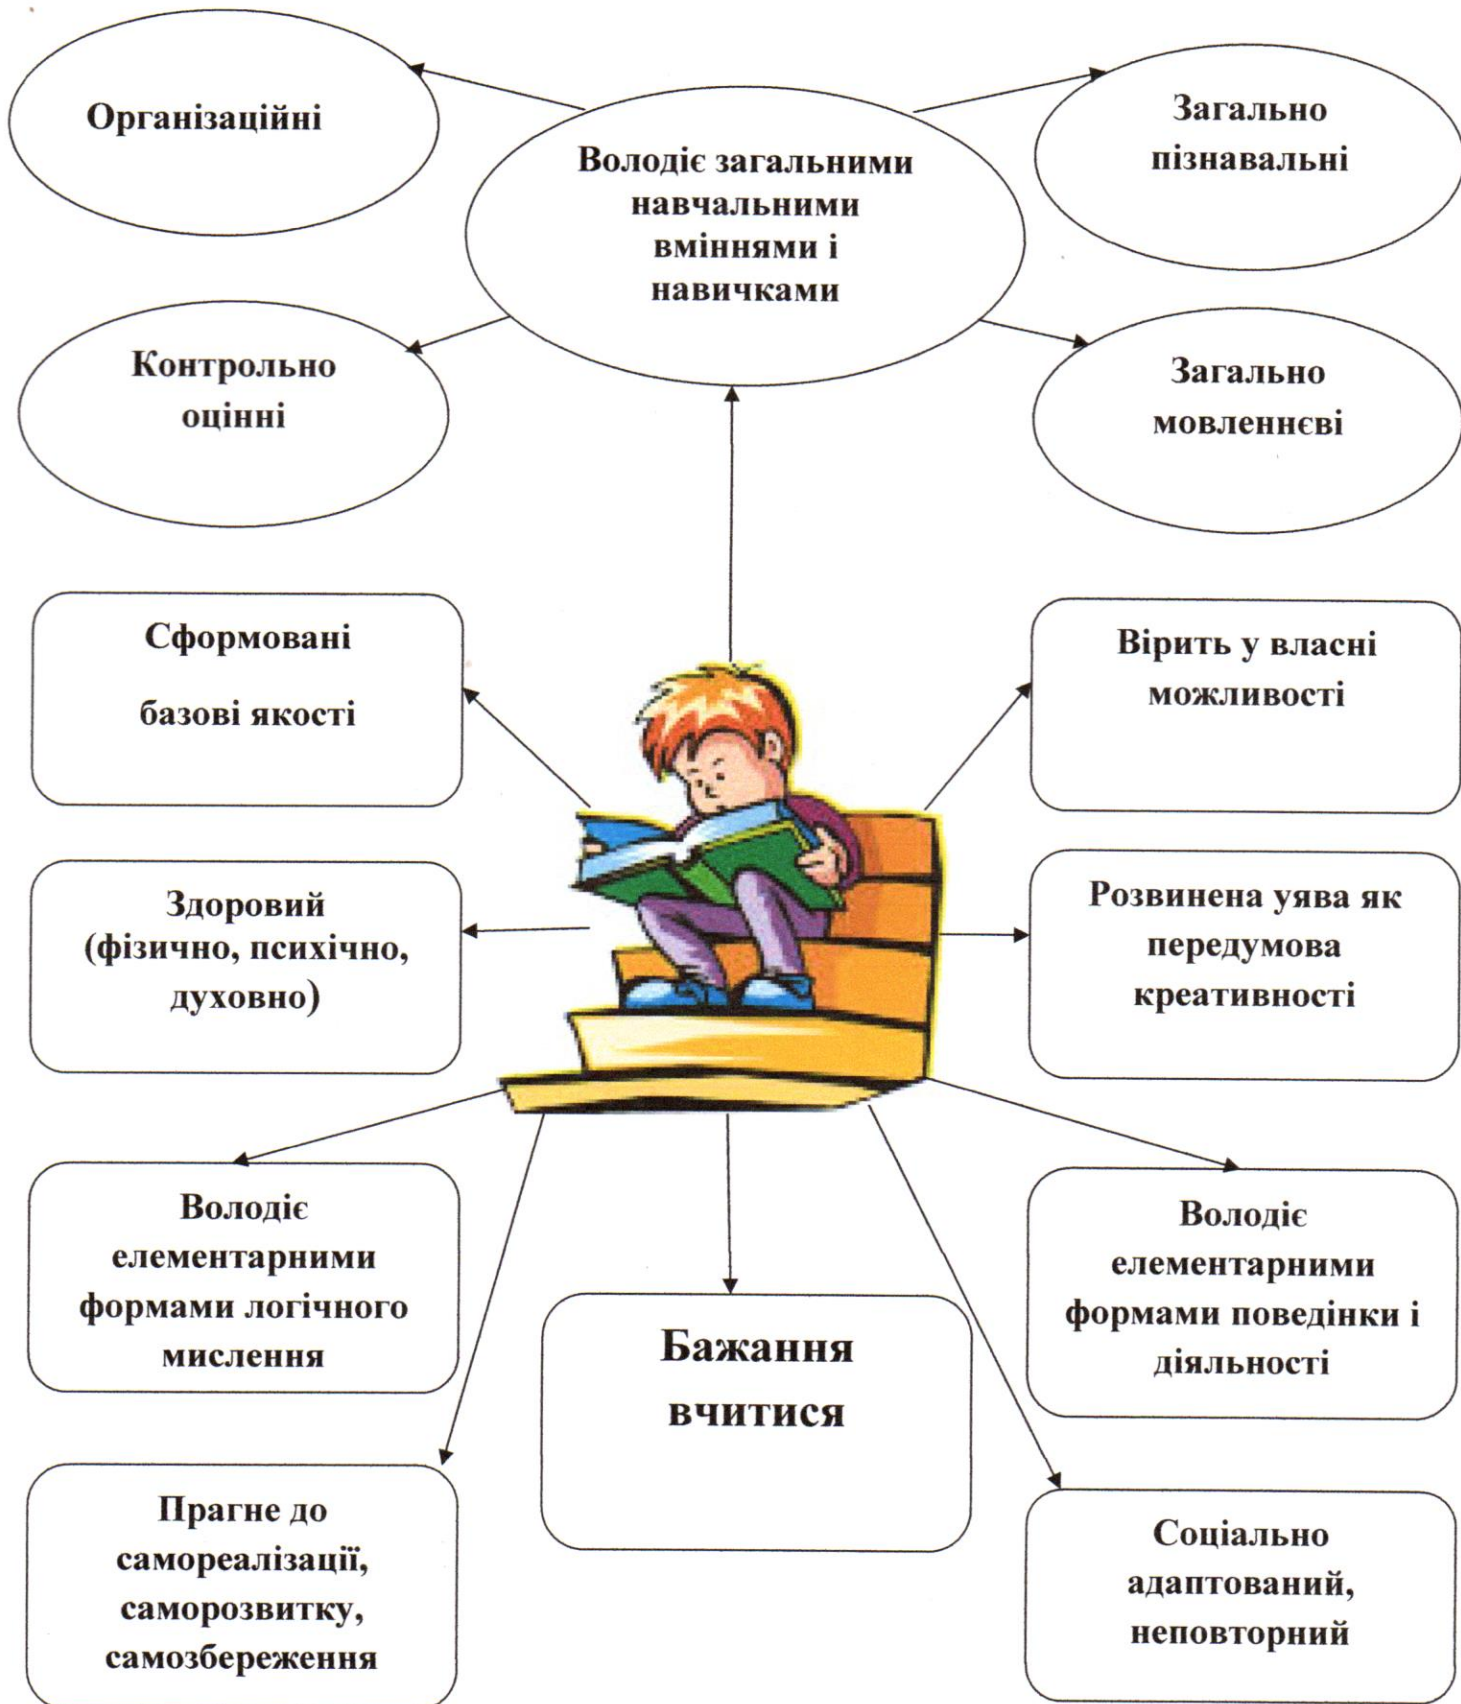 Організаційні
Володіє загальними
навчальними
вміннями і
навичками
Загально
пізнавальні
Контрольно
оцінні
Загально
мовленнєві
Сформовані
базові якості
Вірить у власні
можливості
Здоровий
(фізично, психічно,
духовно)
Розвинена уява як
передумова
креативності
Володіє
елементарними
формами логічного
мислення
Бажання
вчитися
Володіє
елементарними
формами поведінки і
діяльності
Прагне до
самореалізації,
саморозвитку,
самозбереження
Соціально
адаптований,
неповторний